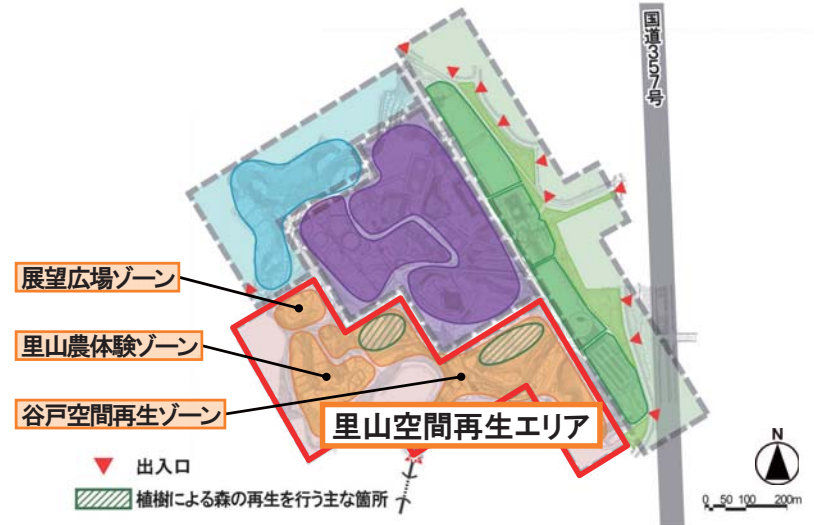 国道357号
展望広場ゾーン
里山農体験ゾーン
谷戸空間再生ゾーン
里山空間再生エリア
出入口
植樹による森の再生を行う主な箇所
N
0 50 100 200m